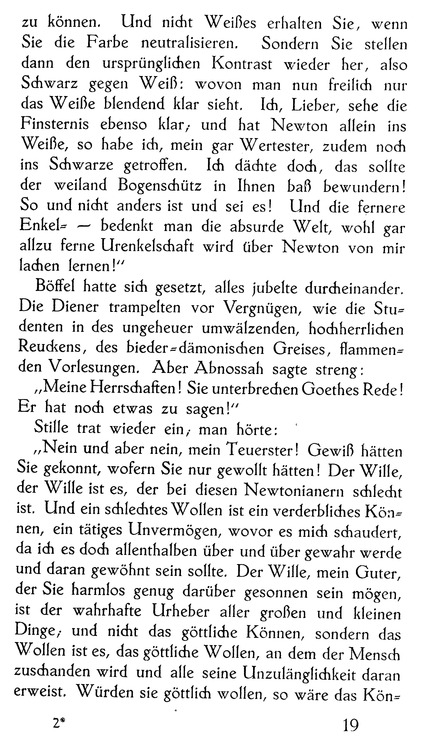 zu können. Und nicht Weißes erhalten Sie, wenn
Sie die Farbe neutralisieren. Sondern Sie stellen
dann den ursprünglichen Kontrast wieder her, also
Schwarz gegen Weiß: wovon man nun freilich nur
das Weiße blendend klar sieht. Ich, Lieber, sehe die
Finsternis ebenso klar, und hat Newton allein ins
Weiße, so habe ich, mein gar Wertester, zudem noch
ins Schwarze getroffen. Ich dächte doch, das sollte
der weiland Bogenschütz in Ihnen baß bewundern!
So und nicht anders ist und sei es! Und die fernere
Enkel= — bedenkt man die absurde Welt, wohl gar
allzu ferne Urenkelschaft wird über Newton von mir
lachen lernen!“
Böffel hatte sich gesetzt, alles jubelte durcheinander.
Die Diener trampelten vor Vergnügen, wie die Stu=
denten in des ungeheuer umwälzenden, hochherrlichen
Reuckens, des bieder=dämonischen Greises, flammen=
den Vorlesungen. Aber Abnossah sagte streng:
„Meine Herrschaften! Sie unterbrechen Goethes Rede!
Er hat noch etwas zu sagen!“
Stille trat wieder ein, man hörte:
„Nein und aber nein, mein Teuerster! Gewiß hätten
Sie gekonnt, wofern Sie nur gewollt hätten! Der Wille,
der Wille ist es, der bei diesen Newtonianern schlecht
ist. Und ein schlechtes Wollen ist ein verderbliches Kön=
nen, ein tätiges Unvermögen, wovor es mich schaudert,
da ich es doch allenthalben über und über gewahr werde
und daran gewöhnt sein sollte. Der Wille, mein Guter,
der Sie harmlos genug darüber gesonnen sein mögen,
ist der wahrhafte Urheber aller großen und kleinen
Dinge, und nicht das göttliche Können, sondern das
Wollen ist es, das göttliche Wollen, an dem der Mensch
zuschanden wird und alle seine Unzulänglichkeit daran
erweist. Würden sie göttlich wollen, so wäre das Kön=
2* 19